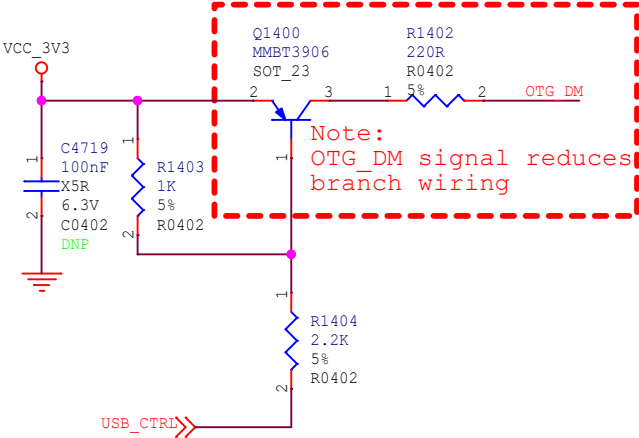 Q1400
MMBT3906
SOT_23
R1402
220R
R0402
5%
VCC_3V3
2
3
1
2
OTG_DM
Note:
OTG_DM signal reduces
branch wiring
1
C4719
100nF
X5R
6.3V
C0402
DNP
1
2
1
R1403
1K
5%
R0402
2
1
R1404
2.2K
5%
R0402
2
USB_CTRL